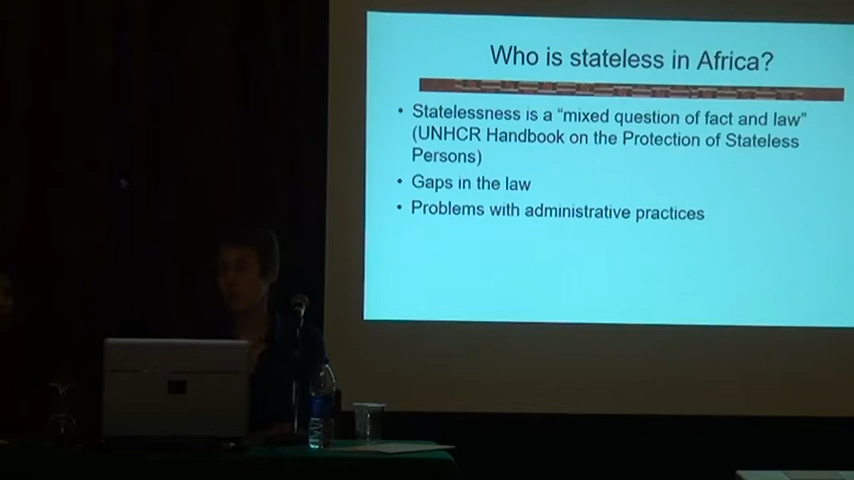 Who is stateless in Africa?
• Statelessness is a “mixed question of fact and law”
(UNHCR Handbook on the Protection of Stateless
Persons)
• Gaps in the law
• Problems with administrative practices